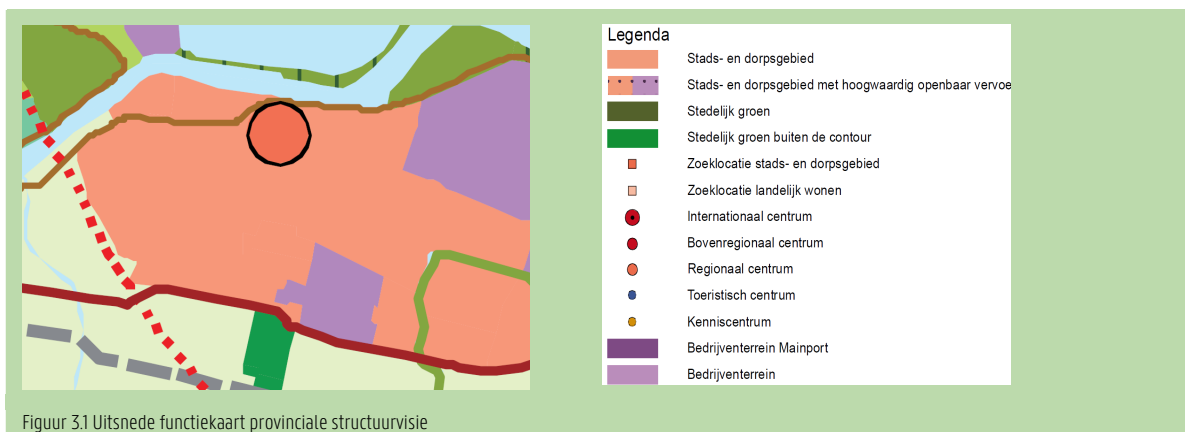 Legenda
Stads- en dorpsgebied
Stads- en dorpsgebied met hoogwaardig openbaar vervoe
Stedelijk groen
Stedelijk groen buiten de contour
Zoeklocatie stads- en dorpsgebied
Zoeklocatie landelijk wonen
Internationaal centrum
Bovenregionaal centrum
Regionaal centrum
Toeristisch centrum
Kenniscentrum
Bedrijventerrein Mainport
Bedrijventerrein
Figuur 3.1 Uitsnede functiekaart provinciale structuurvisie